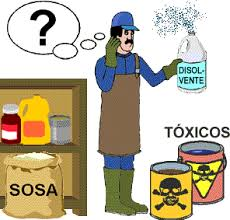 ?
DISOL-
VENTE
TÓXICOS
SOSA